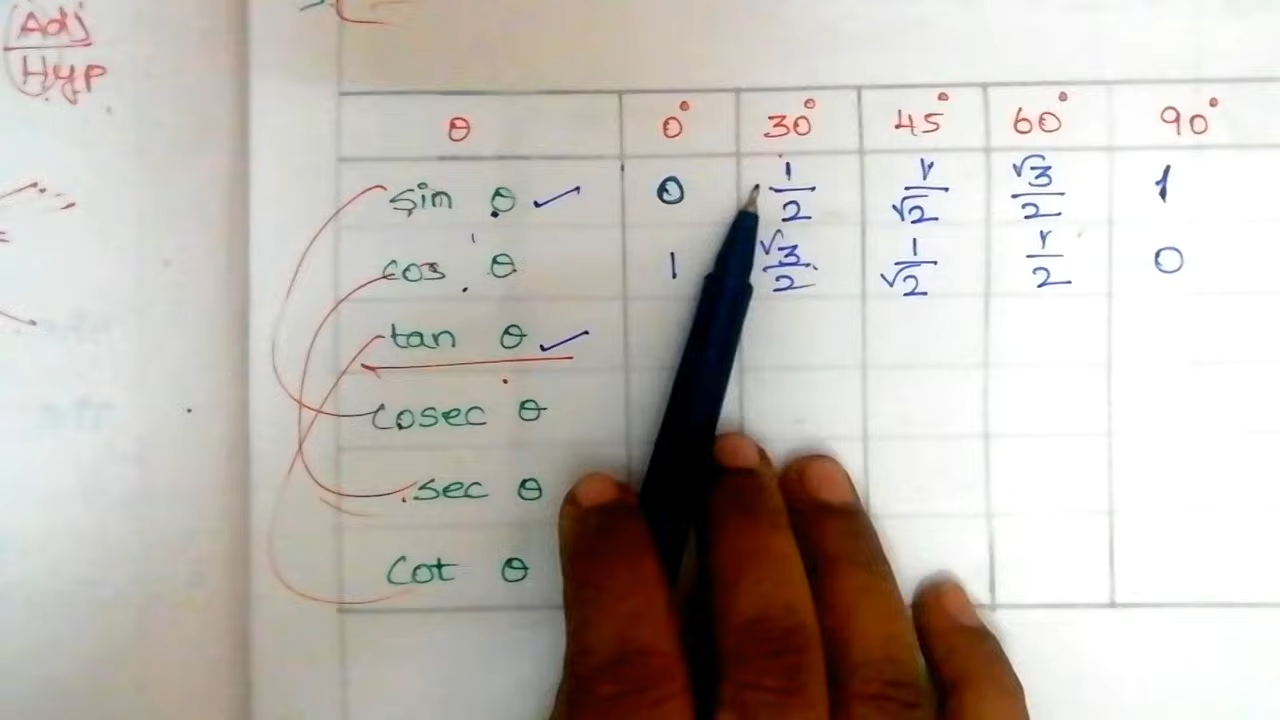 Adj
Hyp
θ 0° 30° 45° 60° 90°
sin θ ✓ 0 1/2 1/√2 √3/2 1
cos θ 1 √3/2 1/√2 1/2 0
tan θ ✓
cosec θ
sec θ
cot θ